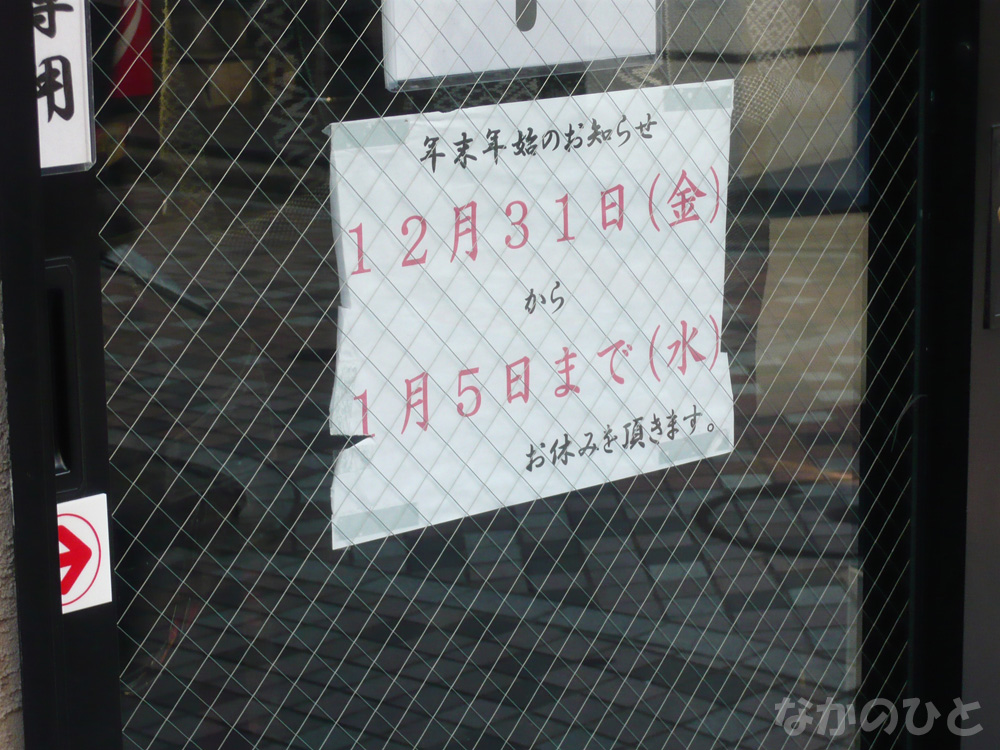 用
年末年始のお知らせ
12月31日(金)
から
1月5日まで(水)
お休みを頂きます。
なかのひと